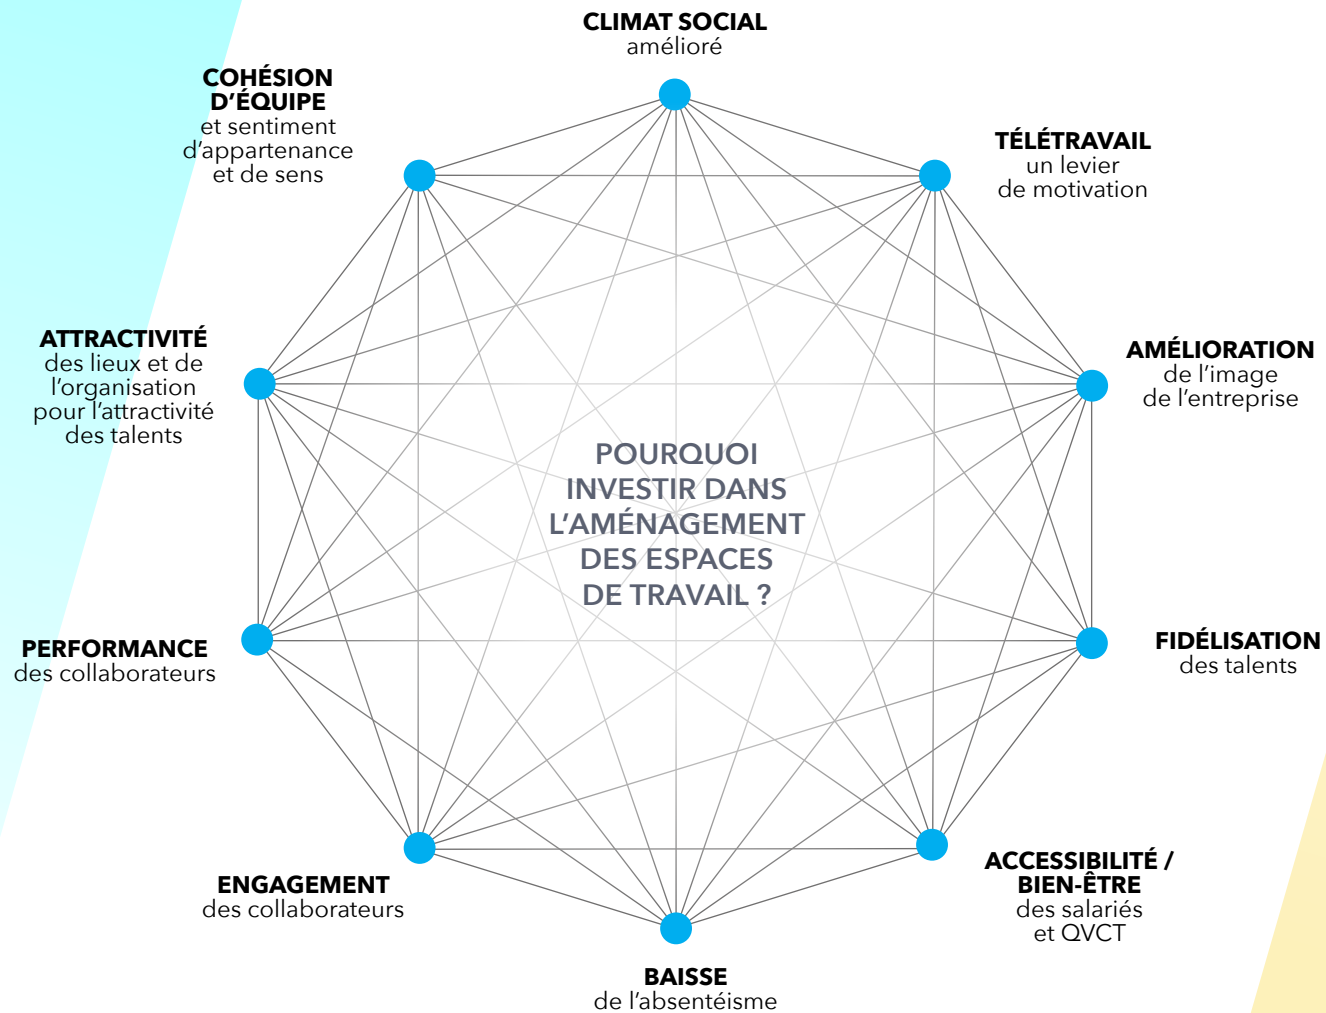 CLIMAT SOCIAL
amélioré
COHÉSION
D’ÉQUIPE
et sentiment
d’appartenance
et de sens
TÉLÉTRAVAIL
un levier
de motivation
ATTRACTIVITÉ
des lieux et de
l’organisation
pour l’attractivité
des talents
AMÉLIORATION
de l’image
de l’entreprise
POURQUOI
INVESTIR DANS
L’AMÉNAGEMENT
DES ESPACES
DE TRAVAIL ?
PERFORMANCE
des collaborateurs
FIDÉLISATION
des talents
ENGAGEMENT
des collaborateurs
ACCESSIBILITÉ /
BIEN-ÊTRE
des salariés
et QVCT
BAISSE
de l’absentéisme